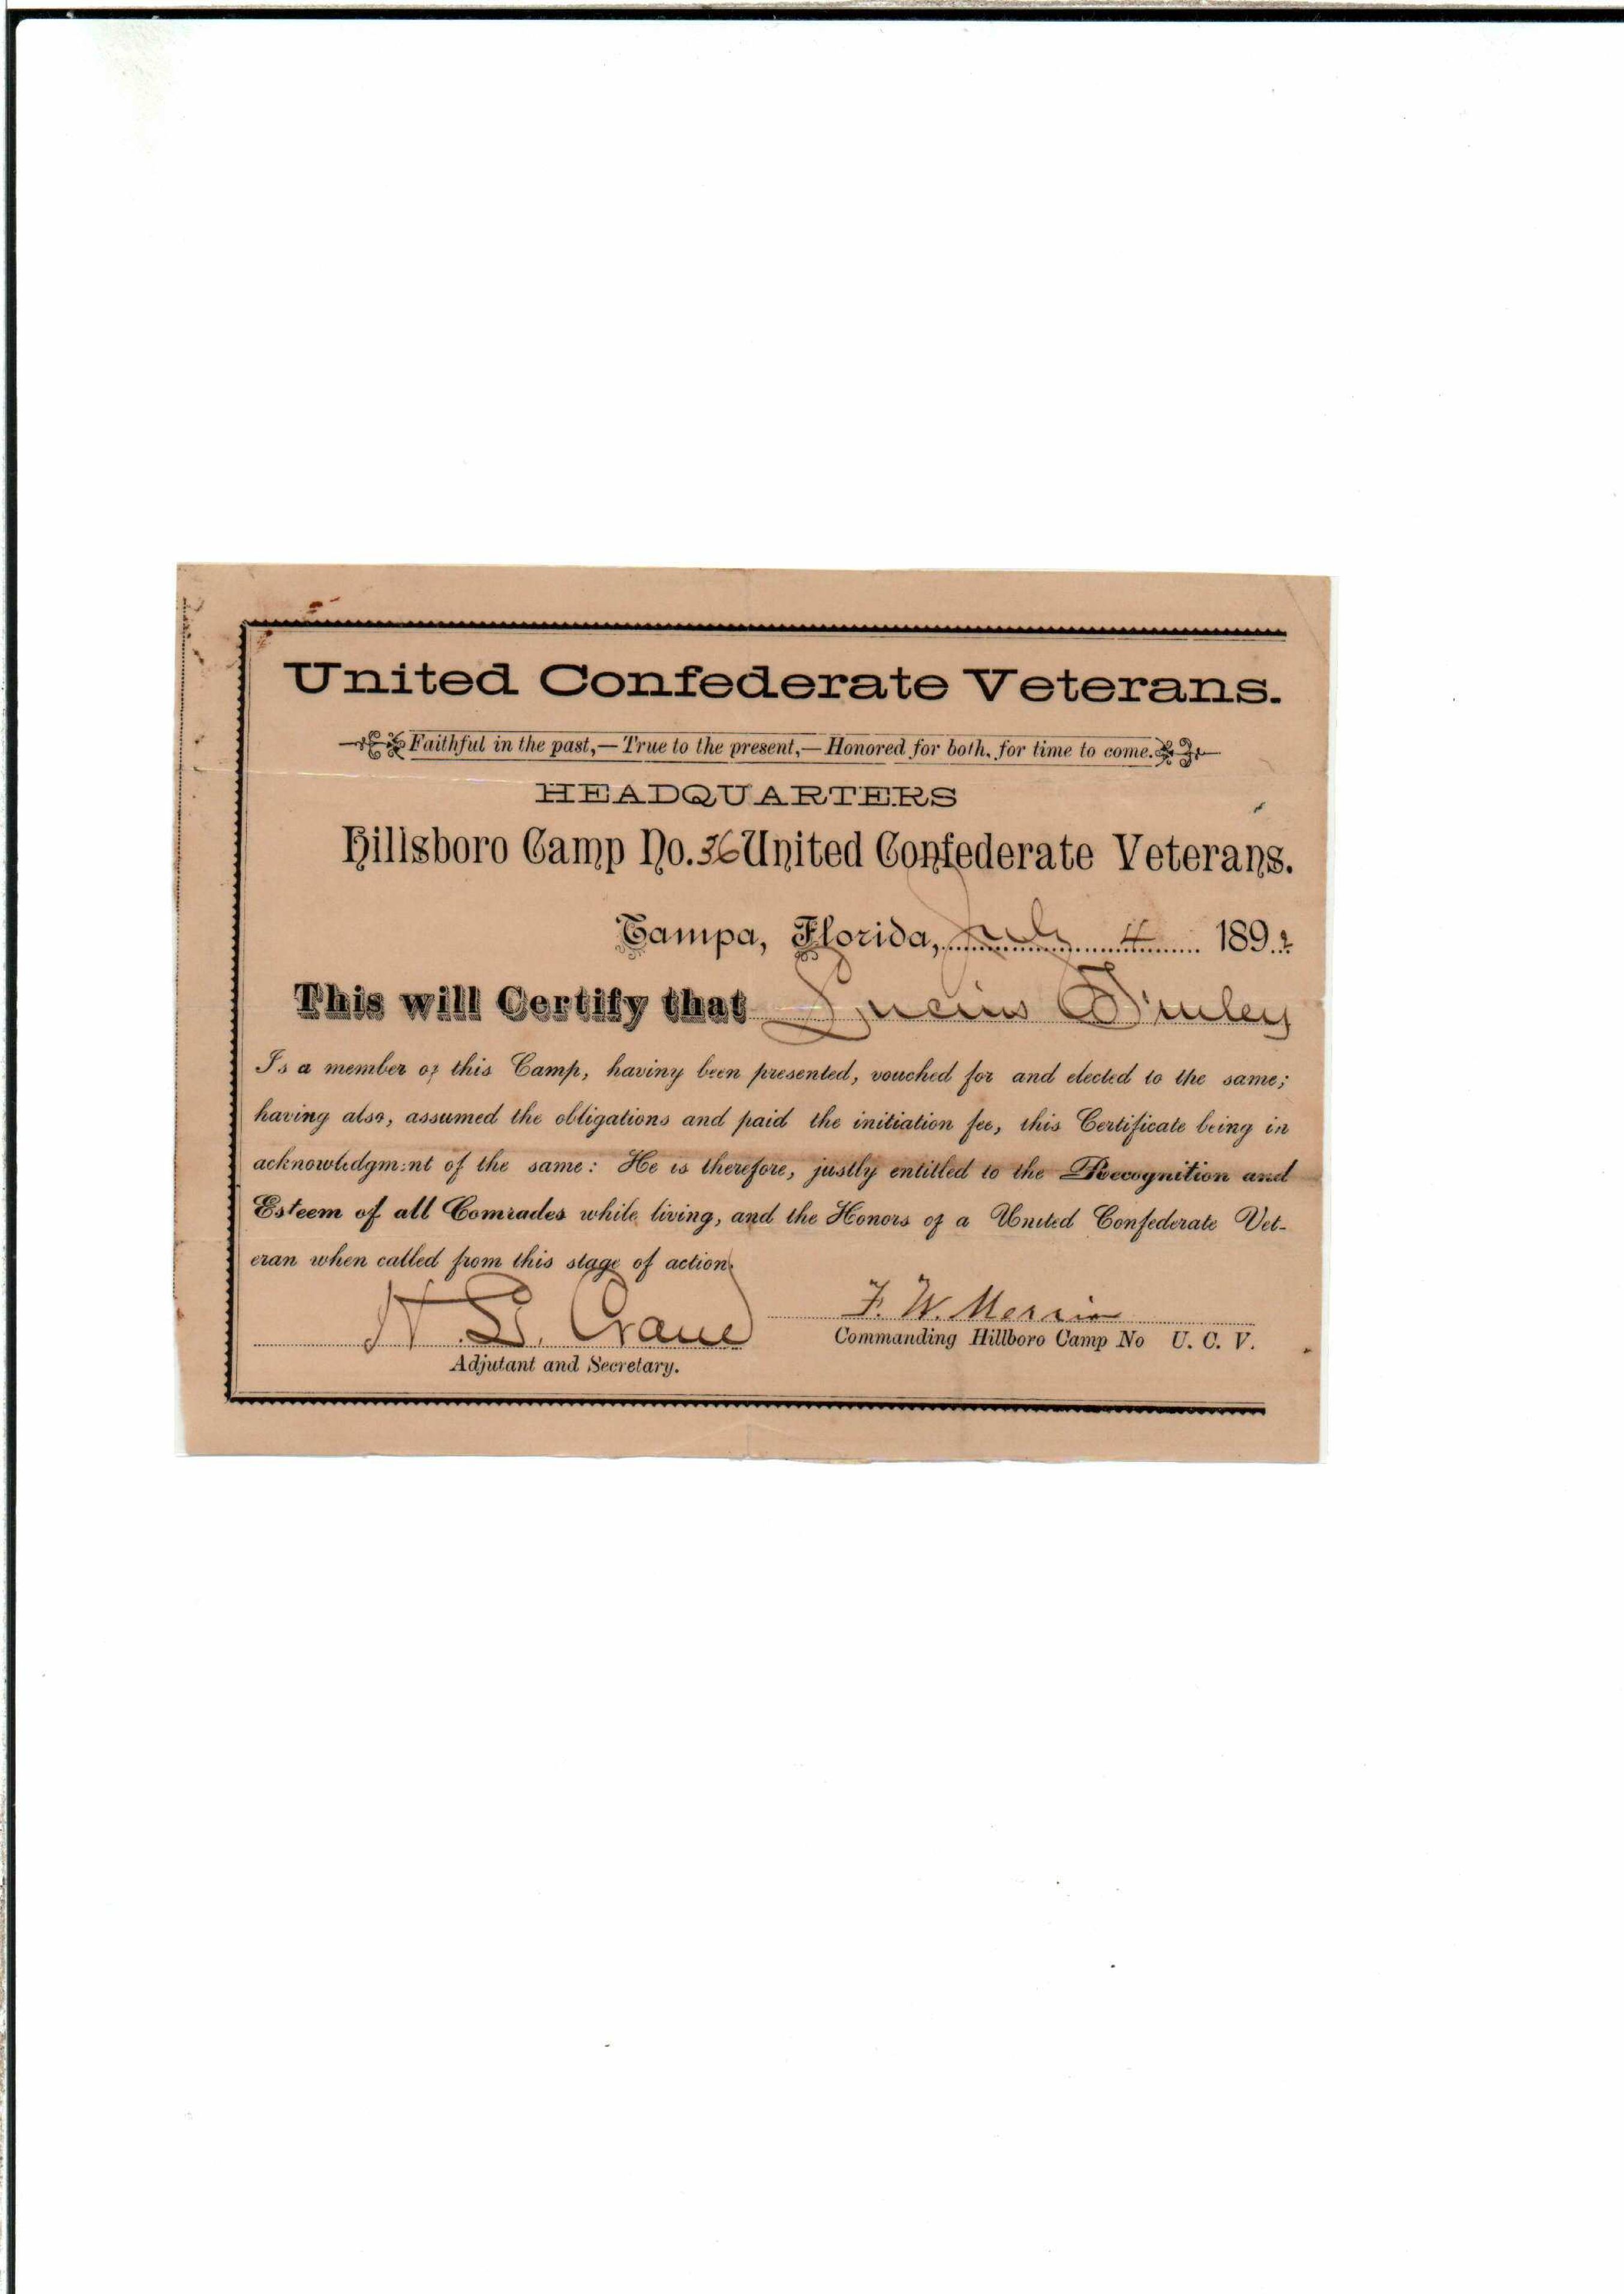 United Confederate Veterans.
Faithful in the past,—True to the present,—Honored for both, for time to come.
HEADQUARTERS
Hillsboro Camp No. 36 United Confederate Veterans.
Tampa, Florida, July 4 1892
This will Certify that Lucius Finley
Is a member of this Camp, haviny been presented, vouched for and elected to the same;
having also, assumed the obligations and paid the initiation fee, this Certificate being in
acknowledgment of the same: He is therefore, justly entitled to the Recognition and
Esteem of all Comrades while living, and the Honors of a United Confederate Vet-
eran when called from this stage of action.
H. L. Crane
Adjutant and Secretary.
F. W. Merrin
Commanding Hillboro Camp No U. C. V.